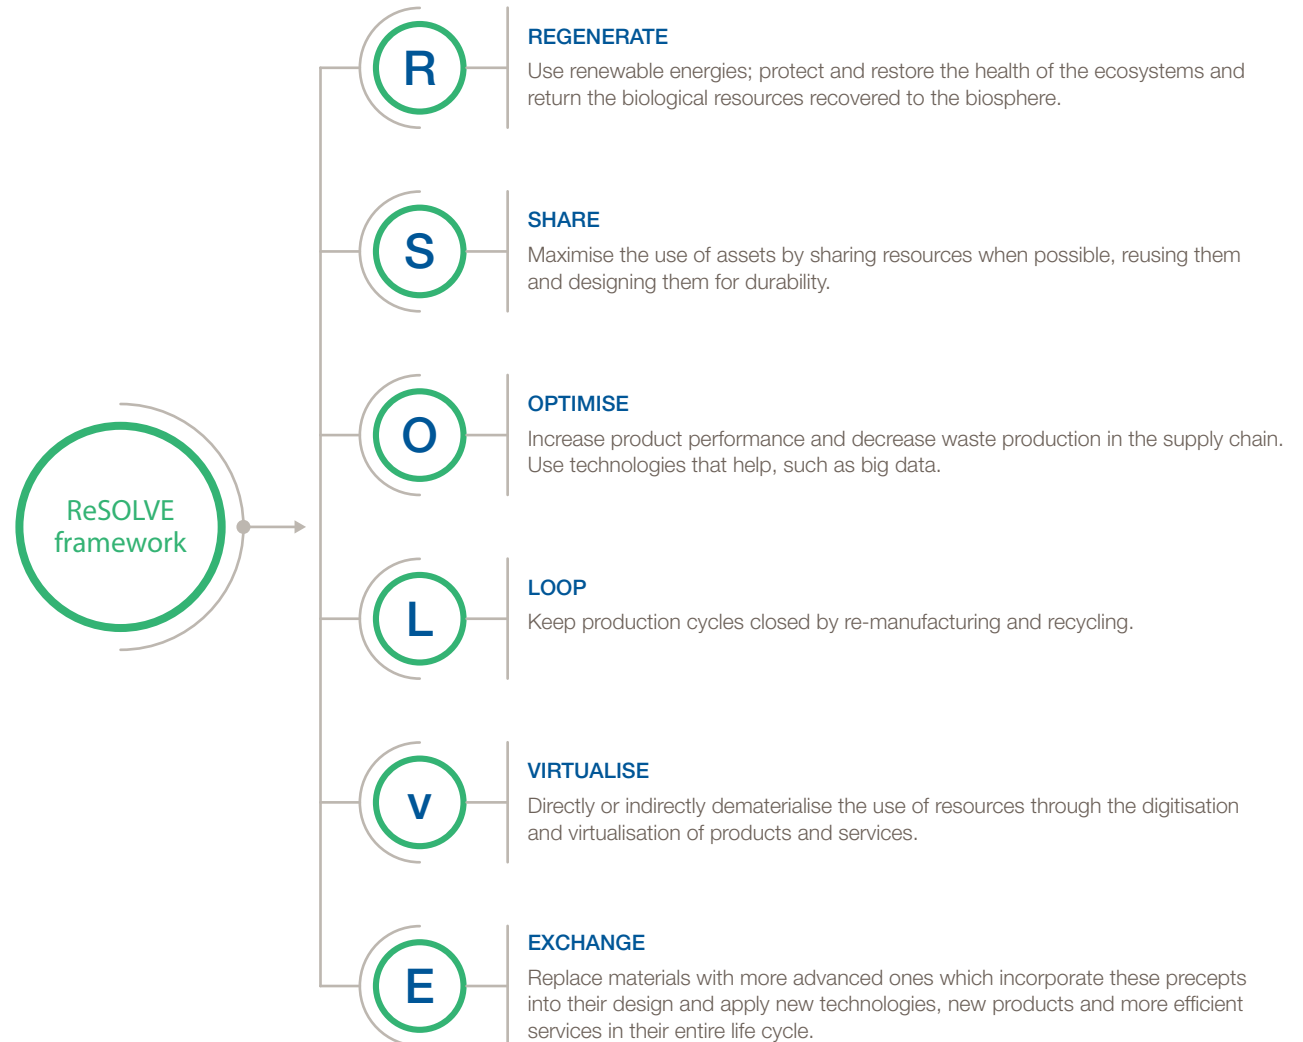 ReSOLVE
framework
R
REGENERATE
Use renewable energies; protect and restore the health of the ecosystems and
return the biological resources recovered to the biosphere.
S
SHARE
Maximise the use of assets by sharing resources when possible, reusing them
and designing them for durability.
O
OPTIMISE
Increase product performance and decrease waste production in the supply chain.
Use technologies that help, such as big data.
L
LOOP
Keep production cycles closed by re-manufacturing and recycling.
v
VIRTUALISE
Directly or indirectly dematerialise the use of resources through the digitisation
and virtualisation of products and services.
E
EXCHANGE
Replace materials with more advanced ones which incorporate these precepts
into their design and apply new technologies, new products and more efficient
services in their entire life cycle.